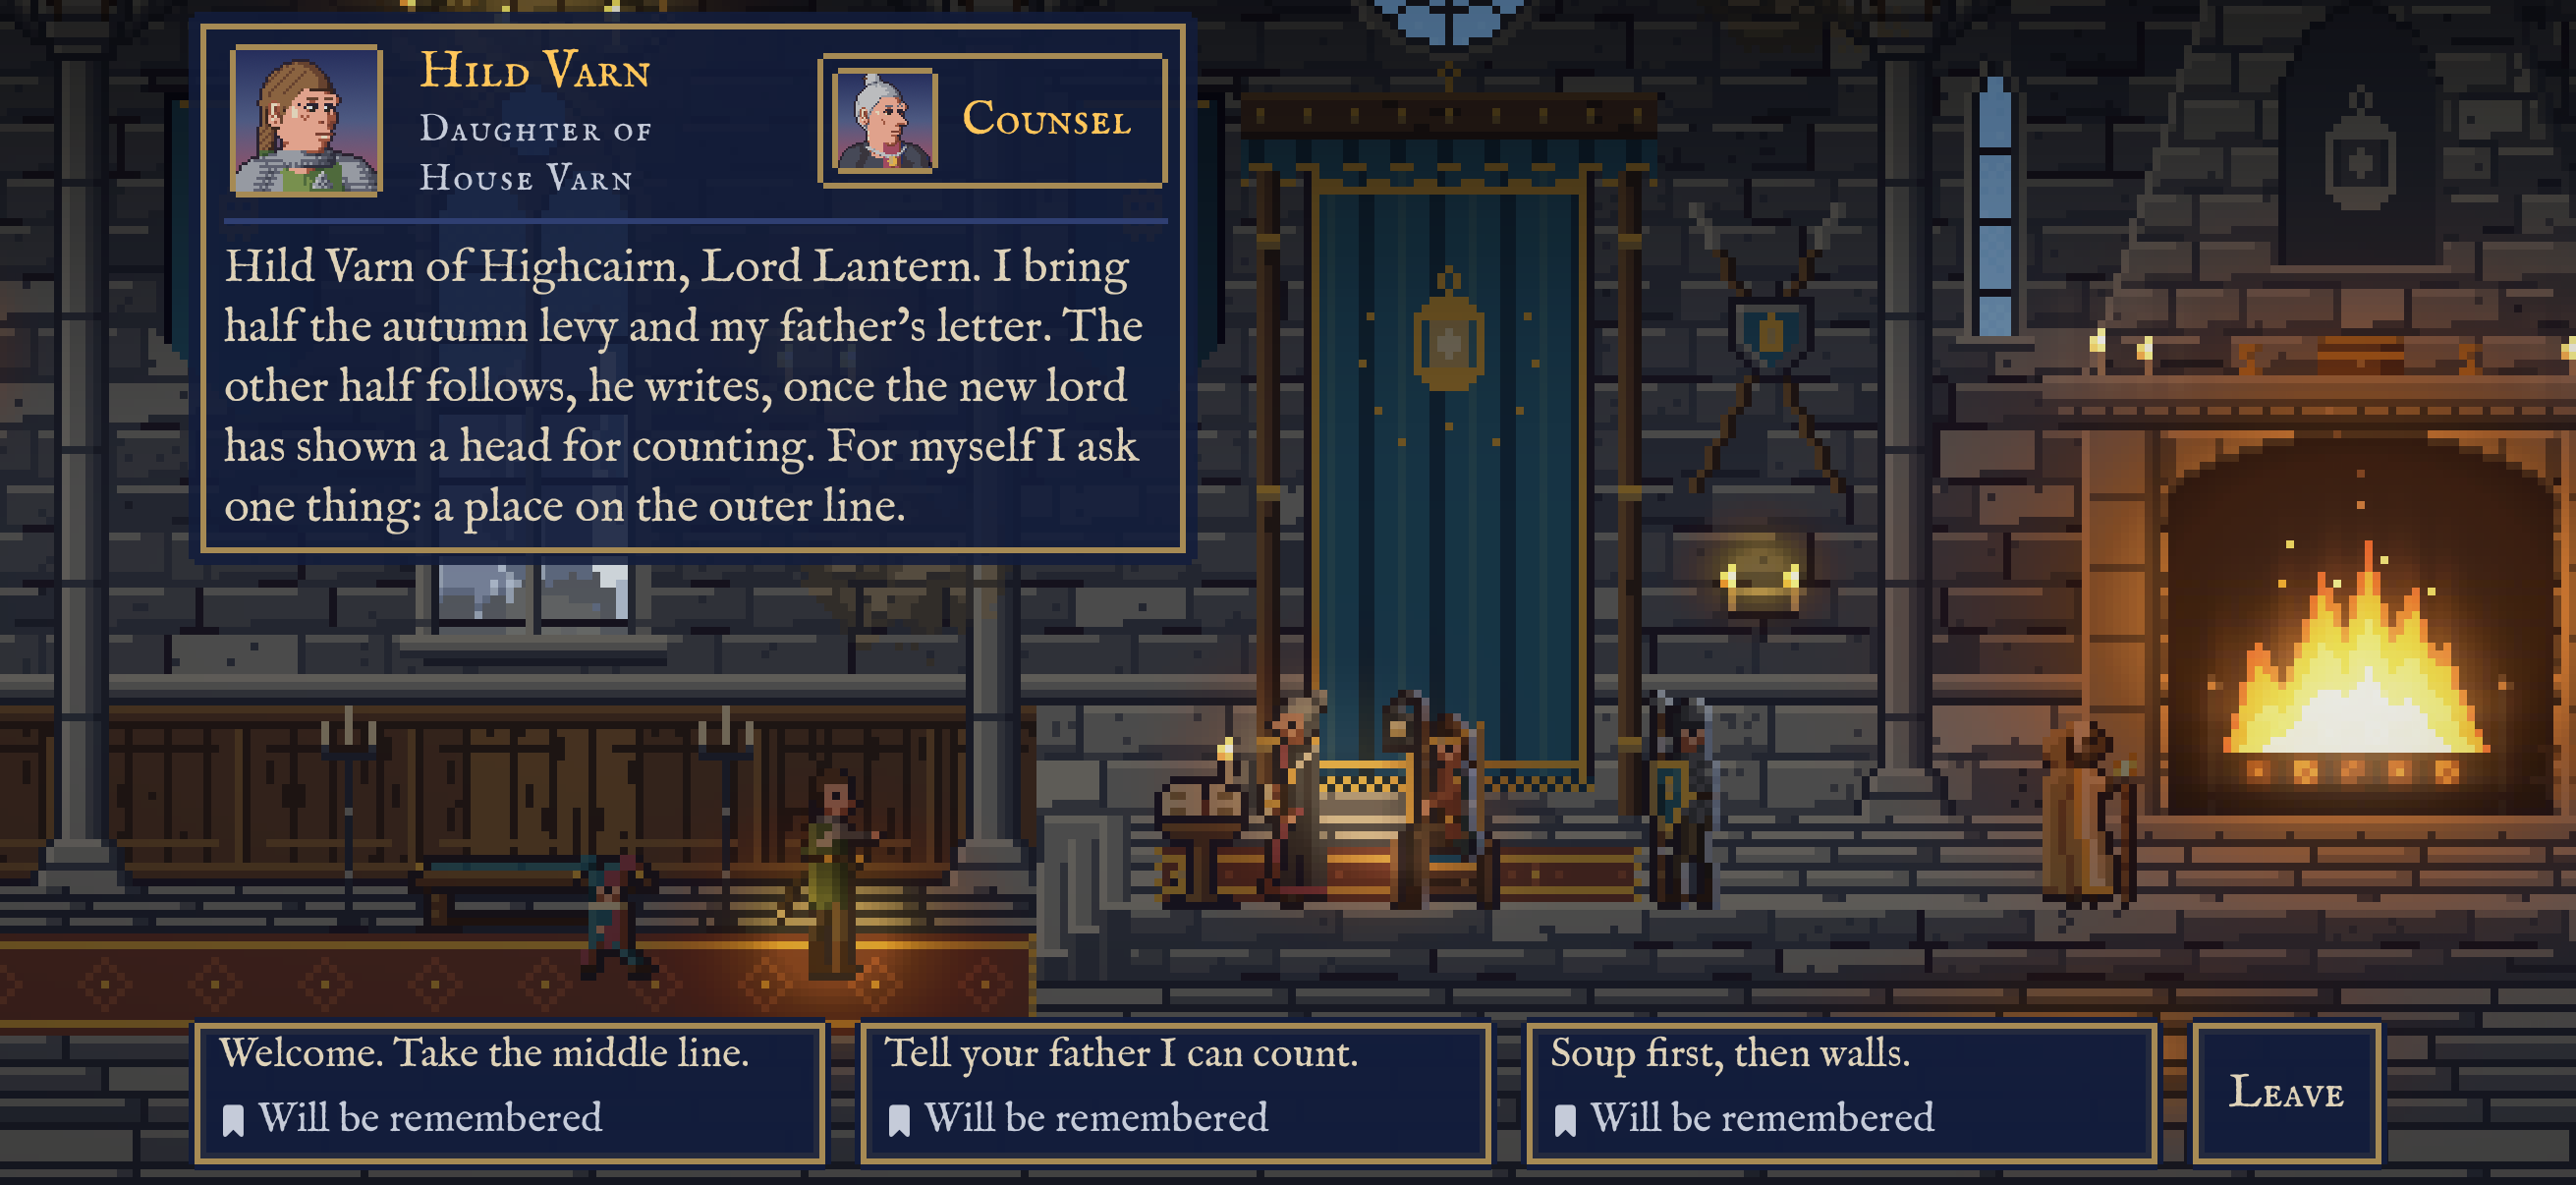 Hild Varn
Daughter of
House Varn
Counsel
Hild Varn of Highcairn, Lord Lantern. I bring
half the autumn levy and my father’s letter. The
other half follows, he writes, once the new lord
has shown a head for counting. For myself I ask
one thing: a place on the outer line.
Welcome. Take the middle line.
Will be remembered
Tell your father I can count.
Will be remembered
Soup first, then walls.
Will be remembered
Leave